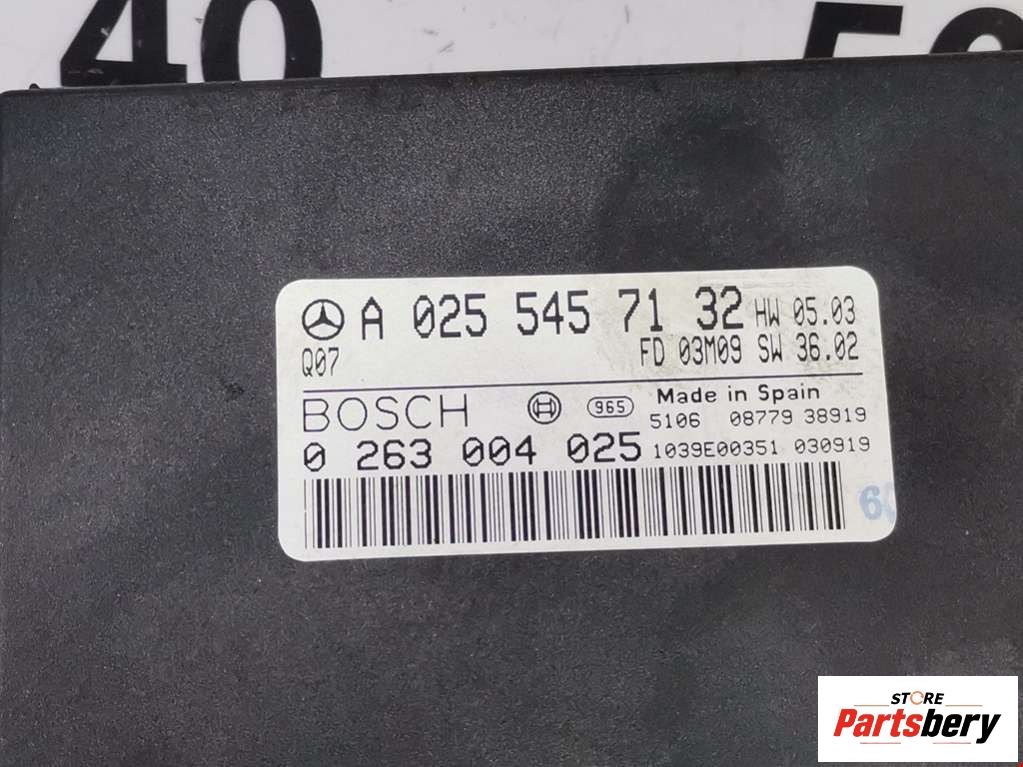 40
A 025 545 71 32 HW 05.03
Q07 FD 03M09 SW 36.02
BOSCH 965 Made in Spain
5106 08779 38919
0 263 004 025 1039E00351 030919
STORE
Partsbery